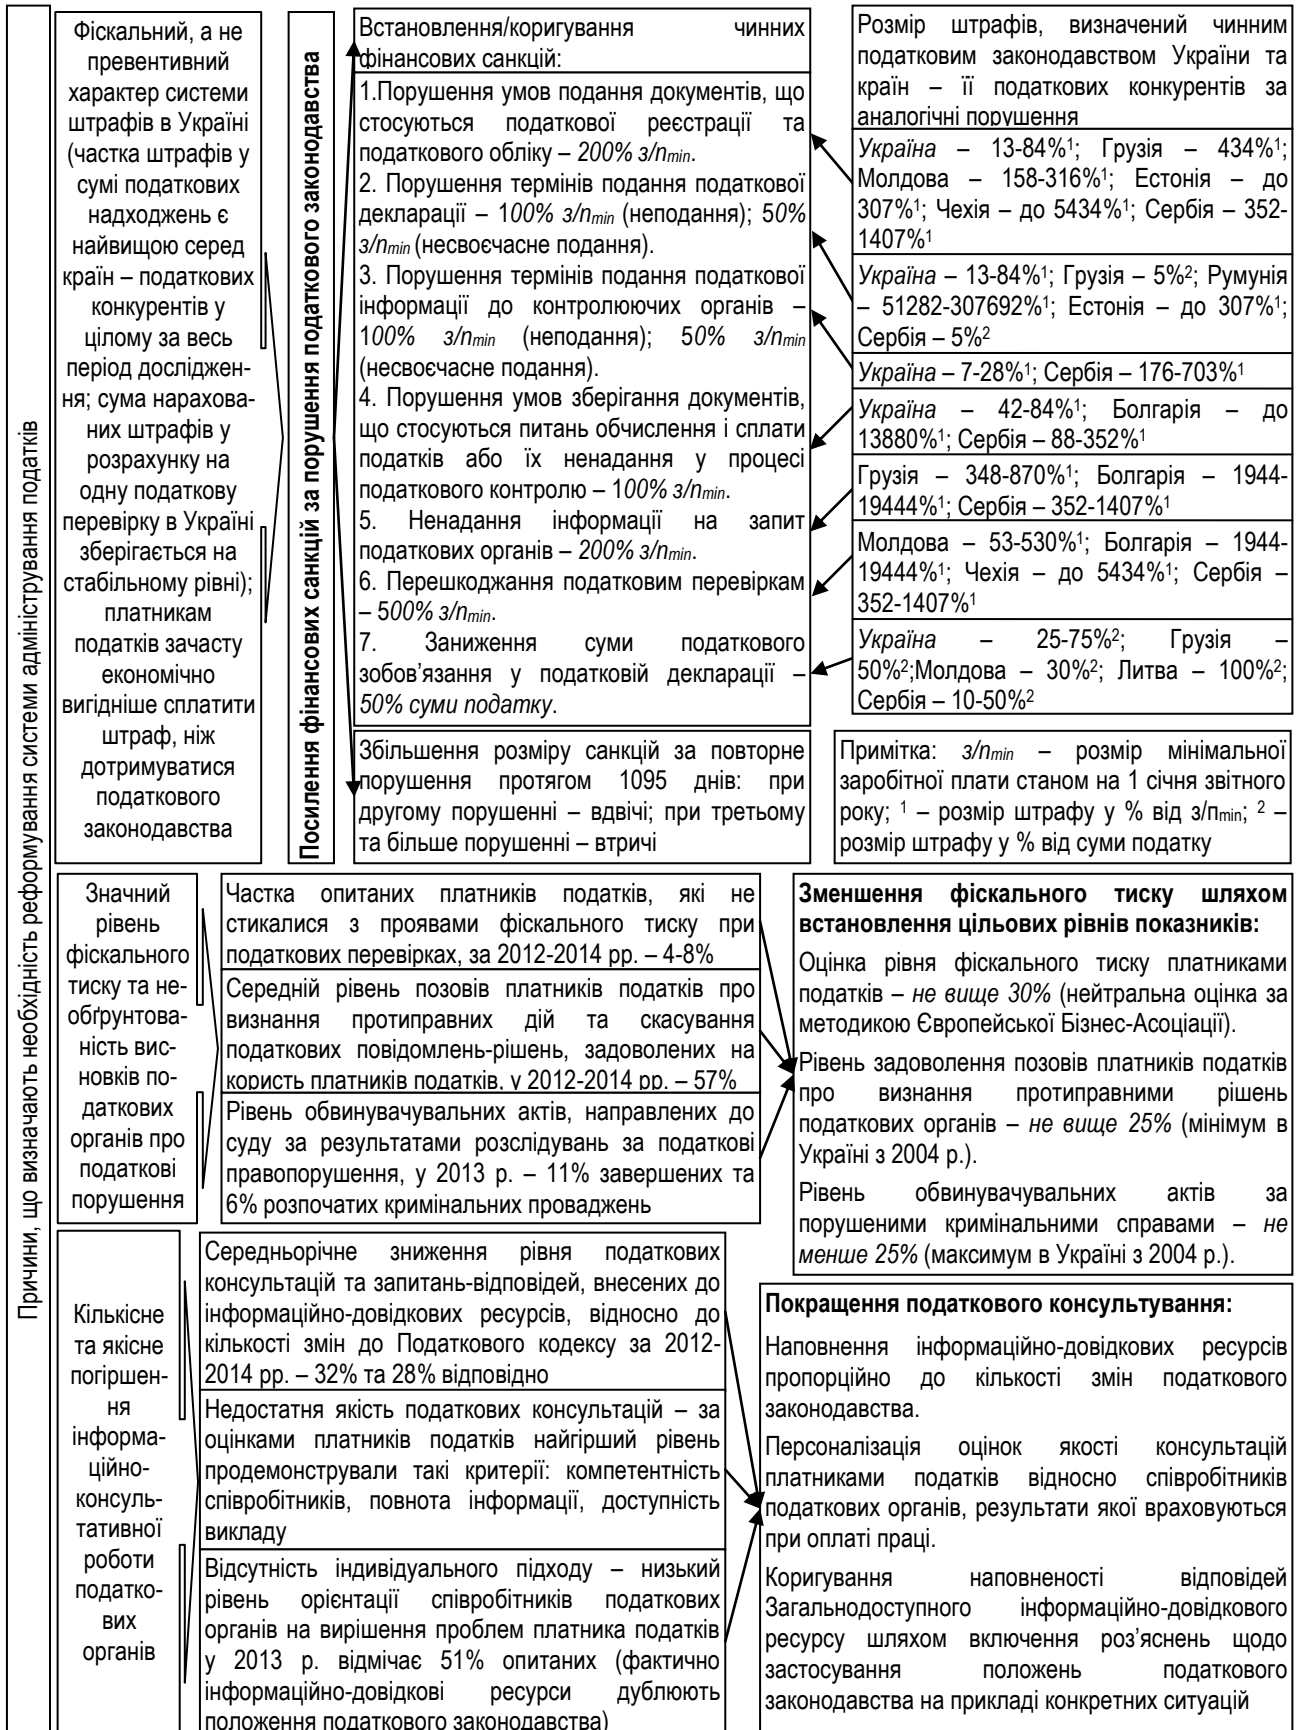 Причини, що визначають необхідність реформування системи адміністрування податків
Фіскальний, а не
превентивний
характер системи
штрафів в Україні
(частка штрафів у
сумі податкових
надходжень є
найвищою серед
країн – податкових
конкурентів у
цілому за весь
період дослідже-
ння; сума нарахова-
них штрафів у
розрахунку на
одну податкову
перевірку в Україні
зберігається на
стабільному рівні);
платникам
податків зачасту
економічно
вигідніше сплатити
штраф, ніж
дотримуватися
податкового
законодавства
Посилення фінансових санкцій за порушення податкового законодавства
Встановлення/коригування чинних
фінансових санкцій:
1.Порушення умов подання документів, що
стосуються податкової реєстрації та
податкового обліку – 200% з/пmin.
2. Порушення термінів подання податкової
декларації – 100% з/пmin (неподання); 50%
з/пmin (несвоєчасне подання).
3. Порушення термінів подання податкової
інформації до контролюючих органів –
100% з/пmin (неподання); 50% з/пmin
(несвоєчасне подання).
4. Порушення умов зберігання документів,
що стосуються питань обчислення і сплати
податків або їх ненадання у процесі
податкового контролю – 100% з/пmin.
5. Ненадання інформації на запит
податкових органів – 200% з/пmin.
6. Перешкоджання податковим перевіркам
– 500% з/пmin.
7. Заниження суми податкового
зобов’язання у податковій декларації –
50% суми податку.
Збільшення розміру санкцій за повторне
порушення протягом 1095 днів: при
другому порушенні – вдвічі; при третьому
та більше порушенні – втричі
Розмір штрафів, визначений чинним
податковим законодавством України та
країн – її податкових конкурентів за
аналогічні порушення
Україна – 13-84%¹; Грузія – 434%¹;
Молдова – 158-316%¹; Естонія – до
307%¹; Чехія – до 5434%¹; Сербія – 352-
1407%¹
Україна – 13-84%¹; Грузія – 5%²; Румунія
– 51282-307692%¹; Естонія – до 307%¹;
Сербія – 5%²
Україна – 7-28%¹; Сербія – 176-703%¹
Україна – 42-84%¹; Болгарія – до
13880%¹; Сербія – 88-352%¹
Грузія – 348-870%¹; Болгарія – 1944-
19444%¹; Сербія – 352-1407%¹
Молдова – 53-530%¹; Болгарія – 1944-
19444%¹; Чехія – до 5434%¹; Сербія –
352-1407%¹
Україна – 25-75%²; Грузія –
50%²;Молдова – 30%²; Литва – 100%²;
Сербія – 10-50%²
Примітка: з/пmin – розмір мінімальної
заробітної плати станом на 1 січня звітного
року; ¹ – розмір штрафу у % від з/пmin; ² –
розмір штрафу у % від суми податку
Значний
рівень
фіскального
тиску та не-
обґрунтова-
ність вис-
новків по-
даткових
органів про
податкові
порушення
Частка опитаних платників податків, які не
стикалися з проявами фіскального тиску при
податкових перевірках, за 2012-2014 рр. – 4-8%
Середній рівень позовів платників податків про
визнання протиправних дій та скасування
податкових повідомлень-рішень, задоволених на
користь платників податків, у 2012-2014 рр. – 57%
Рівень обвинувачувальних актів, направлених до
суду за результатами розслідувань за податкові
правопорушення, у 2013 р. – 11% завершених та
6% розпочатих кримінальних проваджень
Зменшення фіскального тиску шляхом
встановлення цільових рівнів показників:
Оцінка рівня фіскального тиску платниками
податків – не вище 30% (нейтральна оцінка за
методикою Європейської Бізнес-Асоціації).
Рівень задоволення позовів платників податків
про визнання протиправними рішень
податкових органів – не вище 25% (мінімум в
Україні з 2004 р.).
Рівень обвинувачувальних актів за
порушеними кримінальними справами – не
менше 25% (максимум в Україні з 2004 р.).
Кількісне
та якісне
погіршен-
ня
інформа-
ційно-
консуль-
тативної
роботи
податко-
вих
органів
Середньорічне зниження рівня податкових
консультацій та запитань-відповідей, внесених до
інформаційно-довідкових ресурсів, відносно до
кількості змін до Податкового кодексу за 2012-
2014 рр. – 32% та 28% відповідно
Недостатня якість податкових консультацій – за
оцінками платників податків найгірший рівень
продемонстрували такі критерії: компетентність
співробітників, повнота інформації, доступність
викладу
Відсутність індивідуального підходу – низький
рівень орієнтації співробітників податкових
органів на вирішення проблем платника податків
у 2013 р. відмічає 51% опитаних (фактично
інформаційно-довідкові ресурси дублюють
положення податкового законодавства)
Покращення податкового консультування:
Наповнення інформаційно-довідкових ресурсів
пропорційно до кількості змін податкового
законодавства.
Персоналізація оцінок якості консультацій
платниками податків відносно співробітників
податкових органів, результати якої враховуються
при оплаті праці.
Коригування наповненості відповідей
Загальнодоступного інформаційно-довідкового
ресурсу шляхом включення роз’яснень щодо
застосування положень податкового
законодавства на прикладі конкретних ситуацій